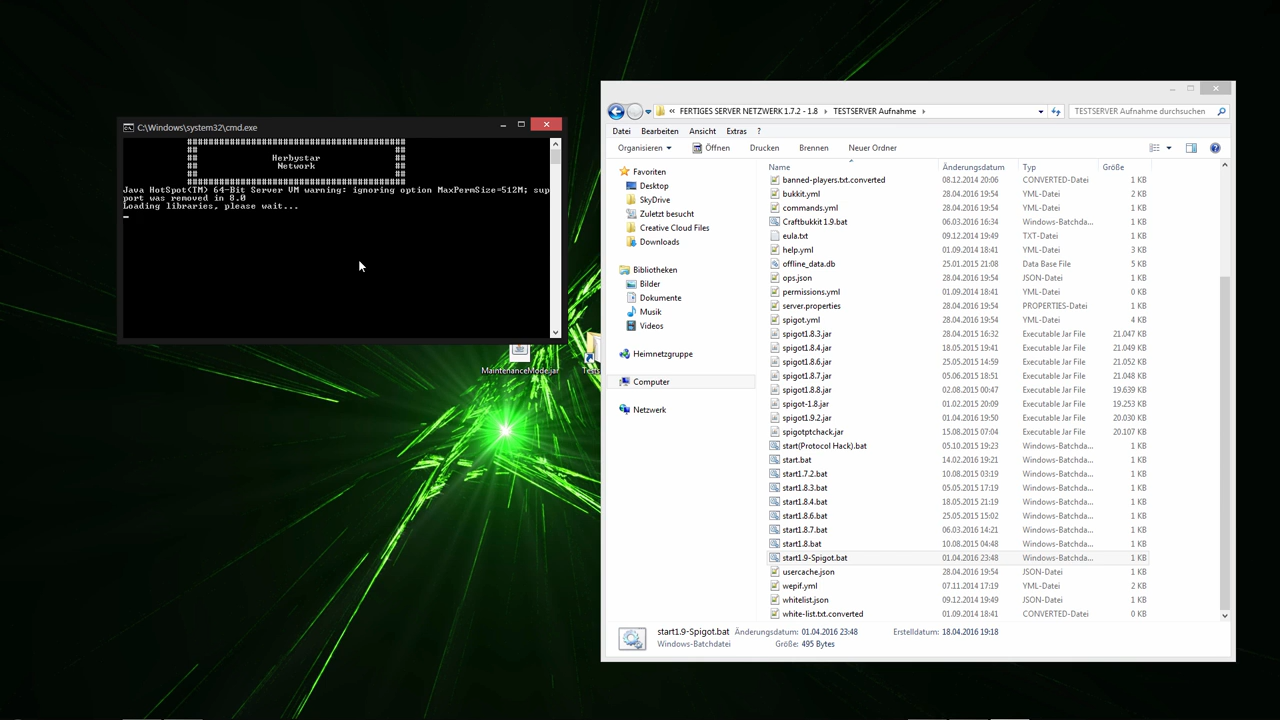 C:\Windows\system32\cmd.exe
##############################################
## ##
## Herbystar ##
## Network ##
## ##
##############################################
Java HotSpot(TM) 64-Bit Server VM warning: ignoring option MaxPermSize=512M; sup
port was removed in 8.0
Loading libraries, please wait...
MaintenanceMode.jar
Tests
« FERTIGES SERVER NETZWERK 1.7.2 - 1.8 TESTSERVER Aufnahme
TESTSERVER Aufnahme durchsuchen
Datei Bearbeiten Ansicht Extras ?
Organisieren Öffnen Drucken Brennen Neuer Ordner
Favoriten
Desktop
SkyDrive
Zuletzt besucht
Creative Cloud Files
Downloads
Bibliotheken
Bilder
Dokumente
Musik
Videos
Heimnetzgruppe
Computer
Netzwerk
Name Änderungsdatum Typ Größe
banned-players.txt.converted 08.12.2014 20:06 CONVERTED-Datei 1 KB
bukkit.yml 28.04.2016 19:54 YML-Datei 2 KB
commands.yml 28.04.2016 19:54 YML-Datei 1 KB
Craftbukkit 1.9.bat 06.03.2016 16:34 Windows-Batchda... 1 KB
eula.txt 09.12.2014 19:49 TXT-Datei 1 KB
help.yml 01.09.2014 18:41 YML-Datei 3 KB
offline_data.db 25.01.2015 21:08 Data Base File 5 KB
ops.json 28.04.2016 19:54 JSON-Datei 1 KB
permissions.yml 01.09.2014 18:41 YML-Datei 0 KB
server.properties 28.04.2016 19:54 PROPERTIES-Datei 1 KB
spigot.yml 28.04.2016 19:54 YML-Datei 4 KB
spigot1.8.3.jar 28.04.2015 16:32 Executable Jar File 21.047 KB
spigot1.8.4.jar 18.05.2015 19:41 Executable Jar File 21.049 KB
spigot1.8.6.jar 25.05.2015 14:59 Executable Jar File 21.052 KB
spigot1.8.7.jar 05.06.2015 18:51 Executable Jar File 21.048 KB
spigot1.8.8.jar 02.08.2015 00:47 Executable Jar File 19.639 KB
spigot-1.8.jar 01.02.2015 20:09 Executable Jar File 19.253 KB
spigot1.9.2.jar 01.04.2016 19:50 Executable Jar File 20.030 KB
spigotptchack.jar 15.08.2015 07:04 Executable Jar File 20.107 KB
start(Protocol Hack).bat 05.10.2015 19:23 Windows-Batchda... 1 KB
start.bat 14.02.2016 19:21 Windows-Batchda... 1 KB
start1.7.2.bat 10.08.2015 03:19 Windows-Batchda... 1 KB
start1.8.3.bat 05.05.2015 17:19 Windows-Batchda... 1 KB
start1.8.4.bat 18.05.2015 21:19 Windows-Batchda... 1 KB
start1.8.6.bat 25.05.2015 15:02 Windows-Batchda... 1 KB
start1.8.7.bat 06.03.2016 14:21 Windows-Batchda... 1 KB
start1.8.bat 10.08.2015 04:48 Windows-Batchda... 1 KB
start1.9-Spigot.bat 01.04.2016 23:48 Windows-Batchda... 1 KB
usercache.json 28.04.2016 19:54 JSON-Datei 1 KB
wepif.yml 07.11.2014 17:19 YML-Datei 2 KB
whitelist.json 09.12.2014 19:49 JSON-Datei 1 KB
white-list.txt.converted 01.09.2014 18:41 CONVERTED-Datei 0 KB
start1.9-Spigot.bat Änderungsdatum: 01.04.2016 23:48 Erstelldatum: 18.04.2016 19:18
Windows-Batchdatei Größe: 495 Bytes